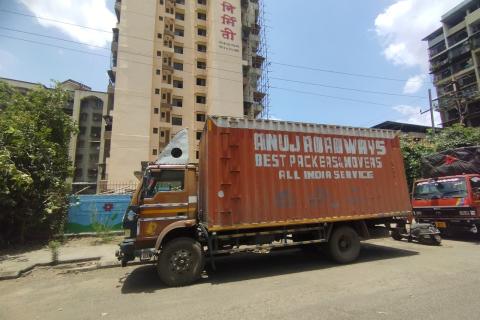 निर्मिती
ANUJ ROADWAYS
BEST PACKERS & MOVERS
ALL INDIA SERVICE